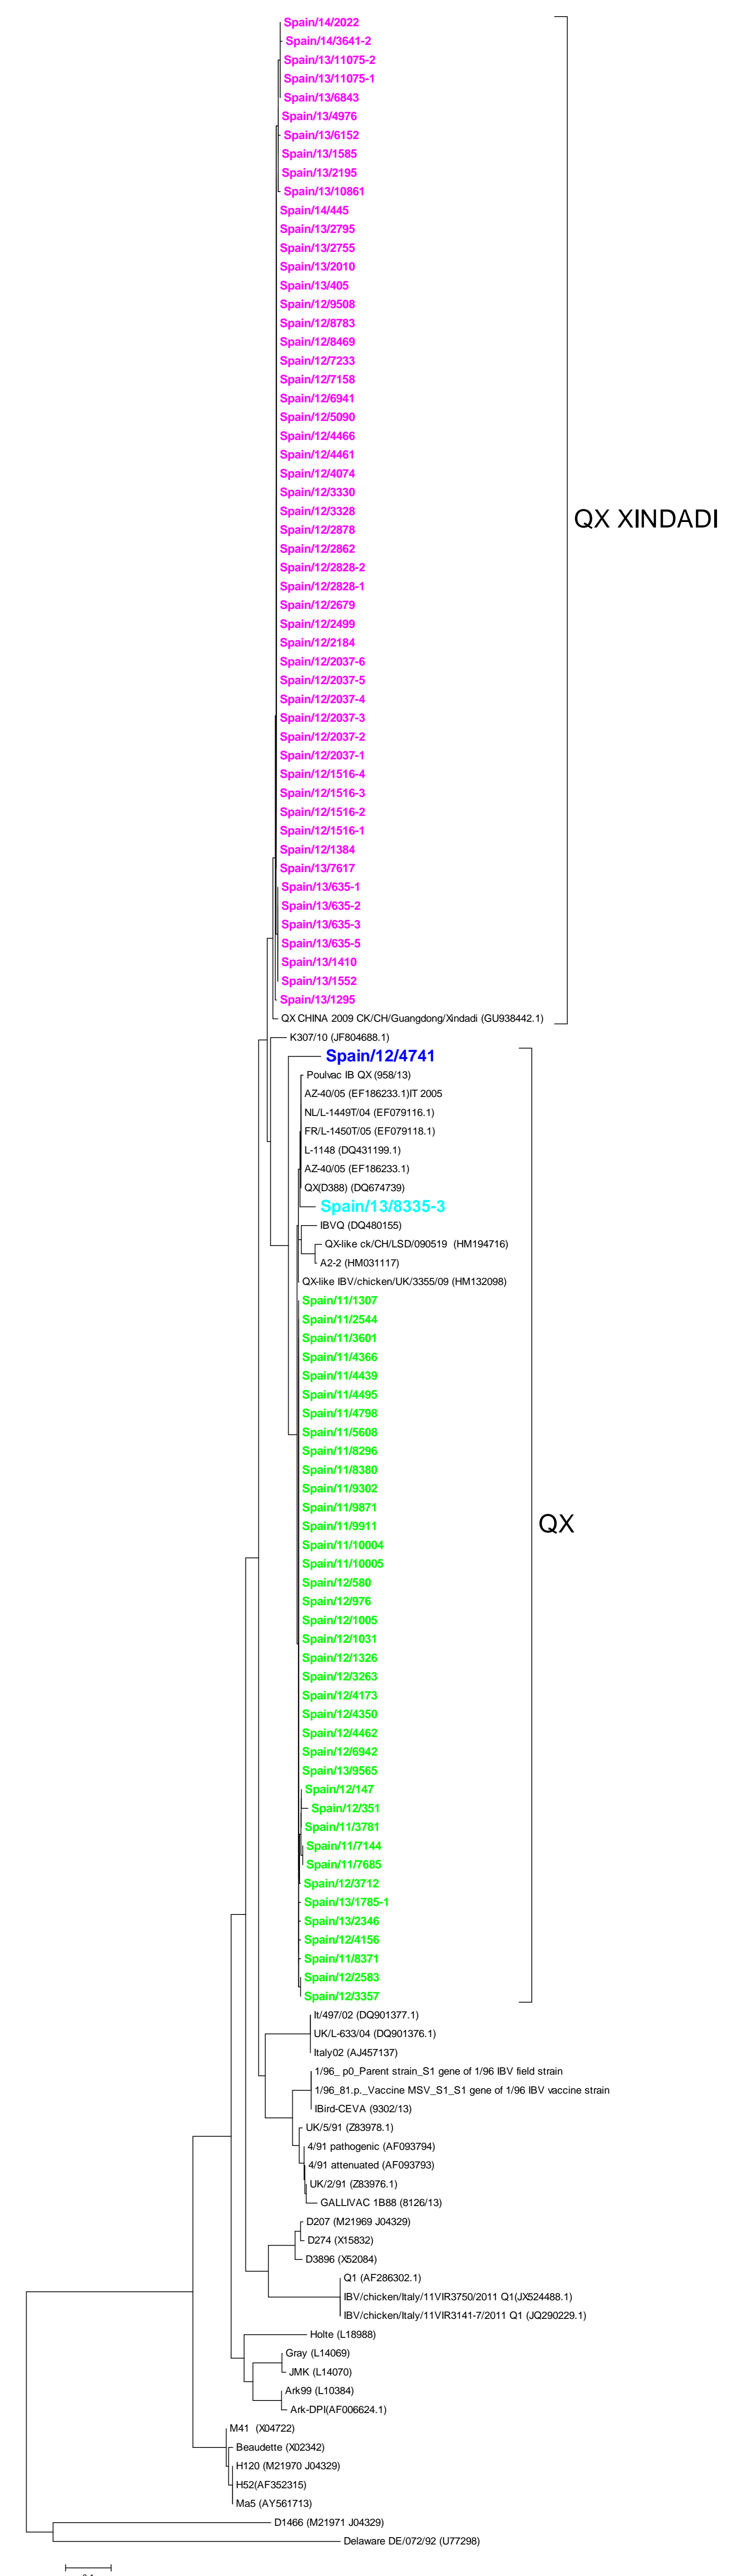 Spain/14/2022
Spain/14/3641-2
Spain/13/11075-2
Spain/13/11075-1
Spain/13/6843
Spain/13/4976
Spain/13/6152
Spain/13/1585
Spain/13/2195
Spain/13/10861
Spain/14/445
Spain/13/2795
Spain/13/2755
Spain/13/2010
Spain/13/405
Spain/12/9508
Spain/12/8783
Spain/12/8469
Spain/12/7233
Spain/12/7158
Spain/12/6941
Spain/12/5090
Spain/12/4466
Spain/12/4461
Spain/12/4074
Spain/12/3330
Spain/12/3328
QX XINDADI
Spain/12/2878
Spain/12/2862
Spain/12/2828-2
Spain/12/2828-1
Spain/12/2679
Spain/12/2499
Spain/12/2184
Spain/12/2037-6
Spain/12/2037-5
Spain/12/2037-4
Spain/12/2037-3
Spain/12/2037-2
Spain/12/2037-1
Spain/12/1516-4
Spain/12/1516-3
Spain/12/1516-2
Spain/12/1516-1
Spain/12/1384
Spain/13/7617
Spain/13/635-1
Spain/13/635-2
Spain/13/635-3
Spain/13/635-5
Spain/13/1410
Spain/13/1552
Spain/13/1295
QX CHINA 2009 CK/CH/Guangdong/Xindadi (GU938442.1)
K307/10 (JF804688.1)
Spain/12/4741
Poulvac IB QX (958/13)
AZ-40/05 (EF186233.1)IT 2005
NL/L-1449T/04 (EF079116.1)
FR/L-1450T/05 (EF079118.1)
L-1148 (DQ431199.1)
AZ-40/05 (EF186233.1)
QX(D388) (DQ674739)
Spain/13/8335-3
IBVQ (DQ480155)
QX-like ck/CH/LSD/090519 (HM194716)
A2-2 (HM031117)
QX-like IBV/chicken/UK/3355/09 (HM132098)
Spain/11/1307
Spain/11/2544
Spain/11/3601
Spain/11/4366
Spain/11/4439
Spain/11/4495
Spain/11/4798
Spain/11/5608
Spain/11/8296
Spain/11/8380
Spain/11/9302
Spain/11/9871
Spain/11/9911
QX
Spain/11/10004
Spain/11/10005
Spain/12/580
Spain/12/976
Spain/12/1005
Spain/12/1031
Spain/12/1326
Spain/12/3263
Spain/12/4173
Spain/12/4350
Spain/12/4462
Spain/12/6942
Spain/13/9565
Spain/12/147
Spain/12/351
Spain/11/3781
Spain/11/7144
Spain/11/7685
Spain/12/3712
Spain/13/1785-1
Spain/13/2346
Spain/12/4156
Spain/11/8371
Spain/12/2583
Spain/12/3357
It/497/02 (DQ901377.1)
UK/L-633/04 (DQ901376.1)
Italy02 (AJ457137)
1/96_ p0_Parent strain_S1 gene of 1/96 IBV field strain
1/96_81.p._Vaccine MSV_S1_S1 gene of 1/96 IBV vaccine strain
IBird-CEVA (9302/13)
UK/5/91 (Z83978.1)
4/91 pathogenic (AF093794)
4/91 attenuated (AF093793)
UK/2/91 (Z83976.1)
GALLIVAC 1B88 (8126/13)
D207 (M21969 J04329)
D274 (X15832)
D3896 (X52084)
Q1 (AF286302.1)
IBV/chicken/Italy/11VIR3750/2011 Q1(JX524488.1)
IBV/chicken/Italy/11VIR3141-7/2011 Q1 (JQ290229.1)
Holte (L18988)
Gray (L14069)
JMK (L14070)
Ark99 (L10384)
Ark-DPI(AF006624.1)
M41 (X04722)
Beaudette (X02342)
H120 (M21970 J04329)
H52(AF352315)
Ma5 (AY561713)
D1466 (M21971 J04329)
Delaware DE/072/92 (U77298)